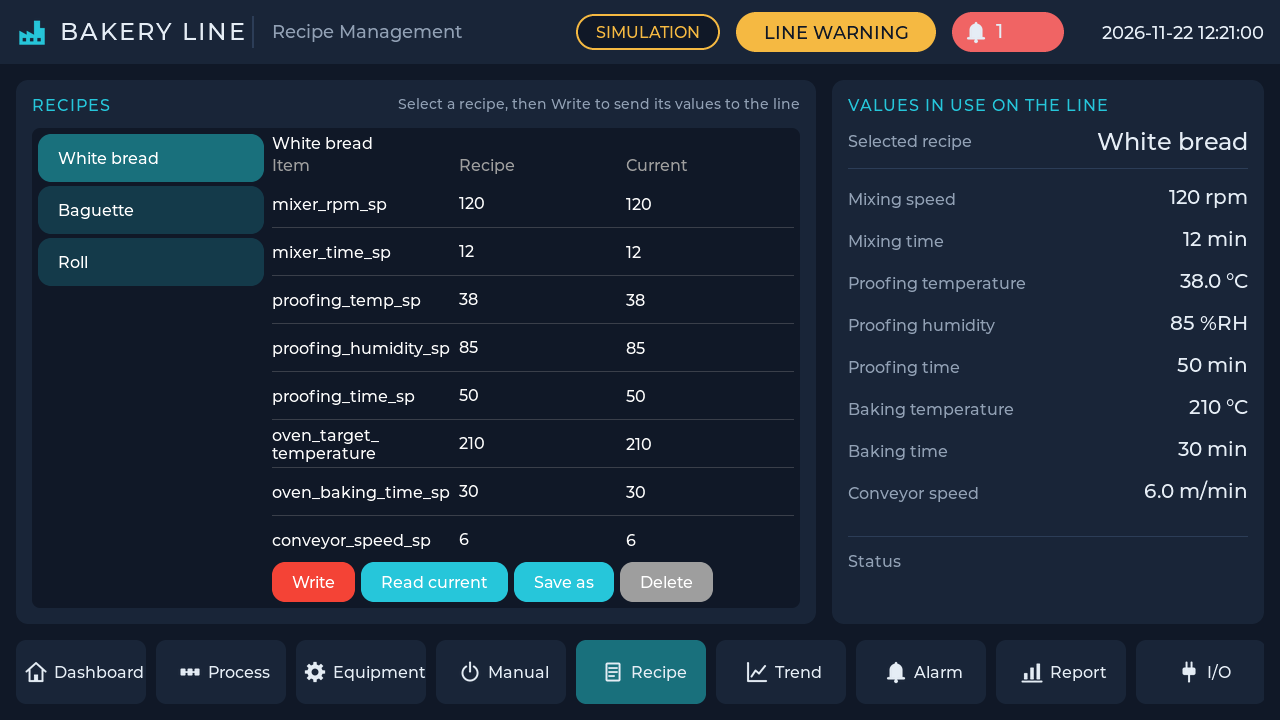 BAKERY LINE
Recipe Management
SIMULATION
LINE WARNING
1
2026-11-22 12:21:00
RECIPES
Select a recipe, then Write to send its values to the line
White bread
Baguette
Roll
White bread
Item Recipe Current
mixer_rpm_sp 120 120
mixer_time_sp 12 12
proofing_temp_sp 38 38
proofing_humidity_sp 85 85
proofing_time_sp 50 50
oven_target_
temperature 210 210
oven_baking_time_sp 30 30
conveyor_speed_sp 6 6
Write Read current Save as Delete
VALUES IN USE ON THE LINE
Selected recipe White bread
Mixing speed 120 rpm
Mixing time 12 min
Proofing temperature 38.0 °C
Proofing humidity 85 %RH
Proofing time 50 min
Baking temperature 210 °C
Baking time 30 min
Conveyor speed 6.0 m/min
Status
Dashboard Process Equipment Manual Recipe Trend Alarm Report I/O